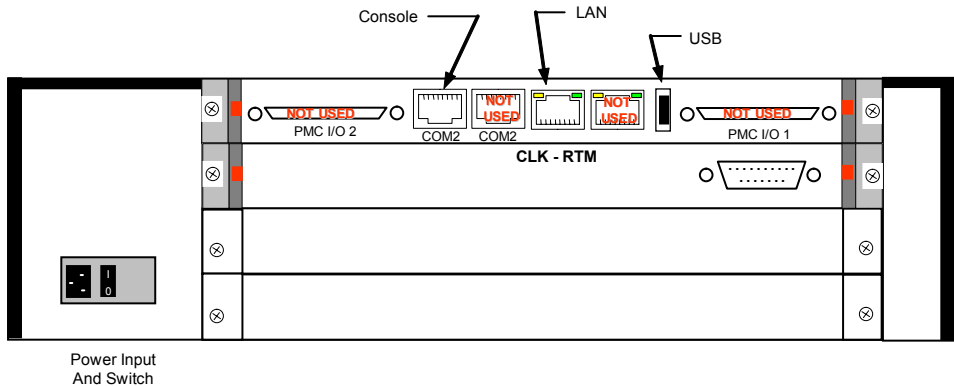 Console
LAN
USB
NOT USED
PMC I/O 2
COM2
NOT
USED
COM2
NOT
USED
NOT USED
PMC I/O 1
CLK - RTM
I
0
Power Input
And Switch